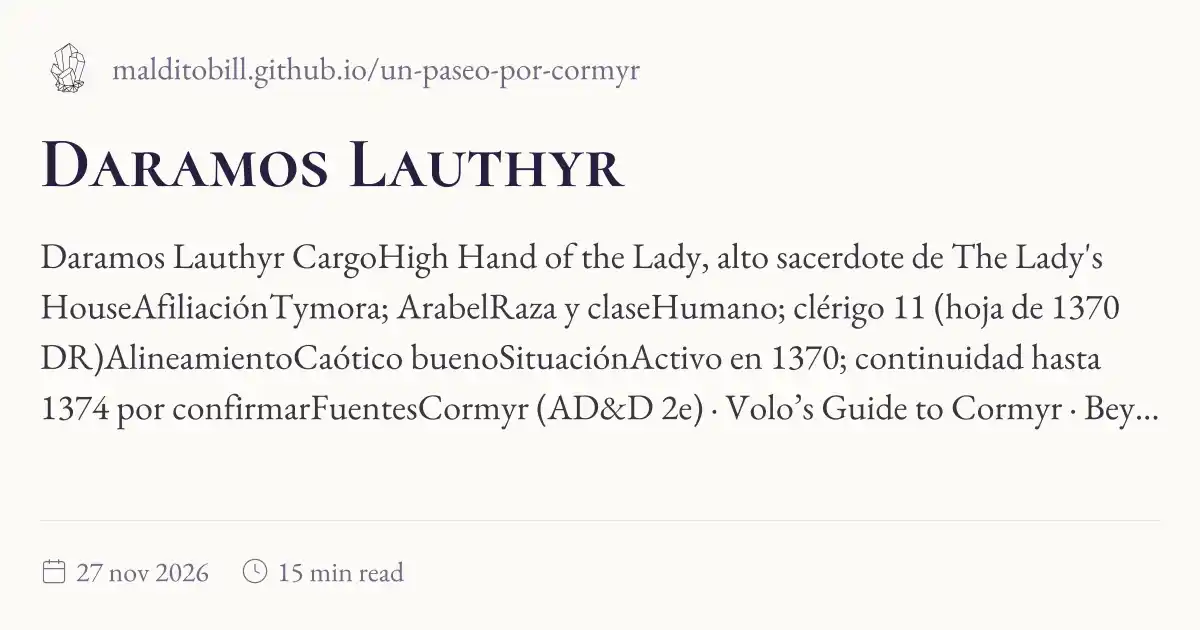 malditobill.github.io/un-paseo-por-cormyr
Daramos Lauthyr
Daramos Lauthyr CargoHigh Hand of the Lady, alto sacerdote de The Lady's
HouseAfiliaciónTymora; ArabelRaza y claseHumano; clérigo 11 (hoja de 1370
DR)AlineamientoCaótico buenoSituaciónActivo en 1370; continuidad hasta
1374 por confirmarFuentesCormyr (AD&D 2e) · Volo’s Guide to Cormyr · Bey...
27 nov 2026 15 min read